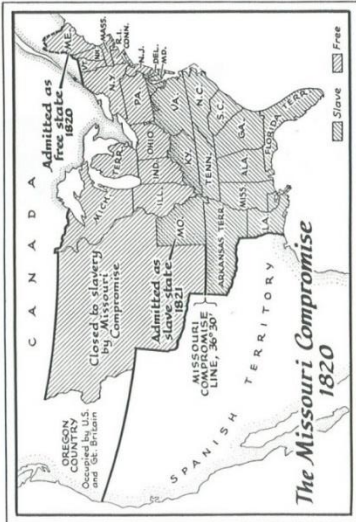 CANADA
Admitted as
free state
1820
ME.
VT.
N.H.
MASS.
R.I.
CONN.
N.Y.
N.J.
PA.
DEL.
MD.
OREGON
COUNTRY
Occupied by U.S.
and Gt. Britain
Closed to slavery
by Missouri
Compromise
MICH. TERR.
OHIO
IND.
ILL.
VA.
KY.
N.C.
TENN.
S.C.
GA.
ALA.
MISS.
LA.
FLORIDA TERR.
Admitted as
slave state
1821
MO.
ARKANSAS TERR.
MISSOURI
COMPROMISE
LINE, 36°30'
SPANISH TERRITORY
The Missouri Compromise
1820
Slave
Free